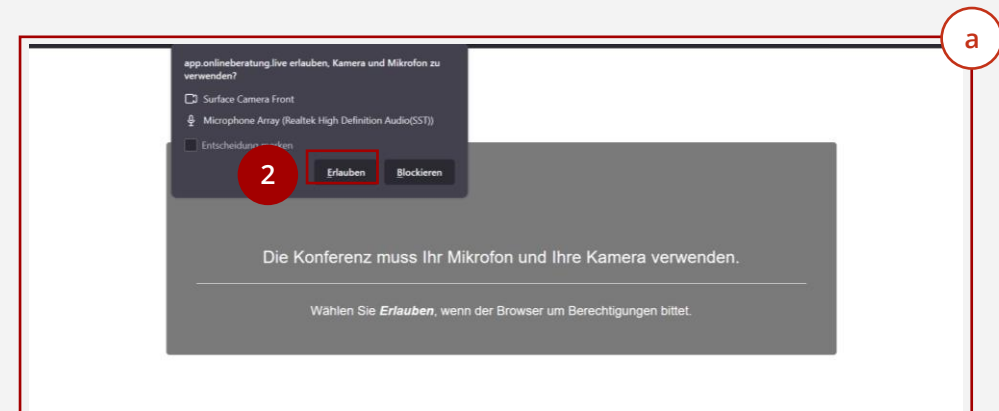 a
app.onlineberatung.live erlauben, Kamera und Mikrofon zu
verwenden?
Surface Camera Front
Microphone Array (Realtek High Definition Audio(SST))
Entscheidung merken
2
Erlauben Blockieren
Die Konferenz muss Ihr Mikrofon und Ihre Kamera verwenden.
Wählen Sie Erlauben, wenn der Browser um Berechtigungen bittet.